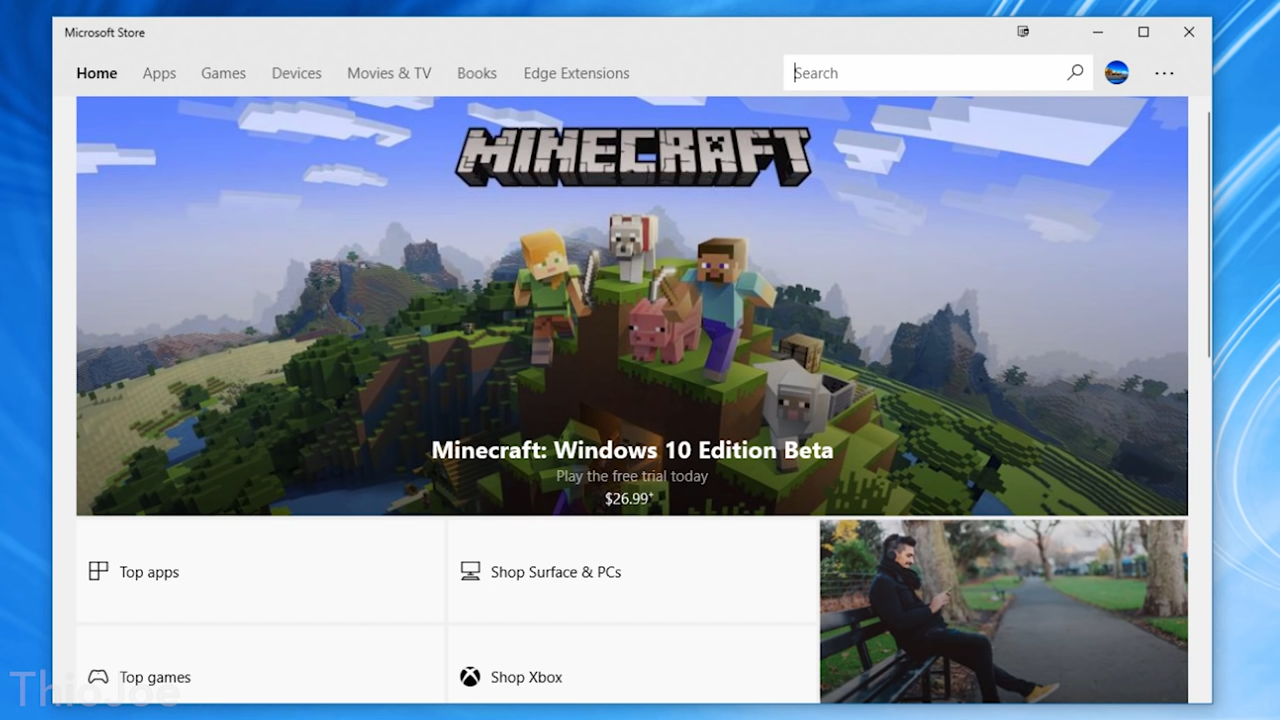 Microsoft Store
Home Apps Games Devices Movies & TV Books Edge Extensions Search
MINECRAFT
Minecraft: Windows 10 Edition Beta
Play the free trial today
$26.99+
Top apps Shop Surface & PCs
Top games Shop Xbox
ThioJoe